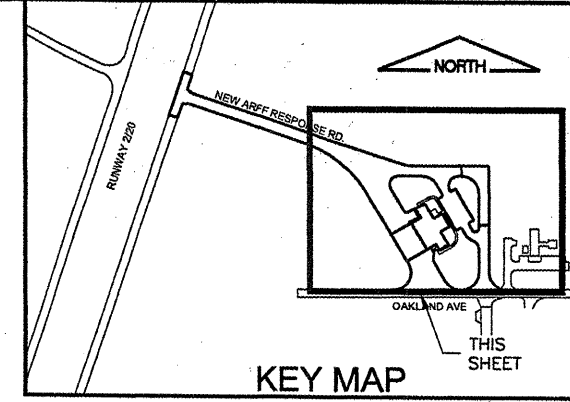 NORTH
NEW ARFF RESPONSE RD.
RUNWAY 2/20
OAKLAND AVE
THIS
SHEET
KEY MAP